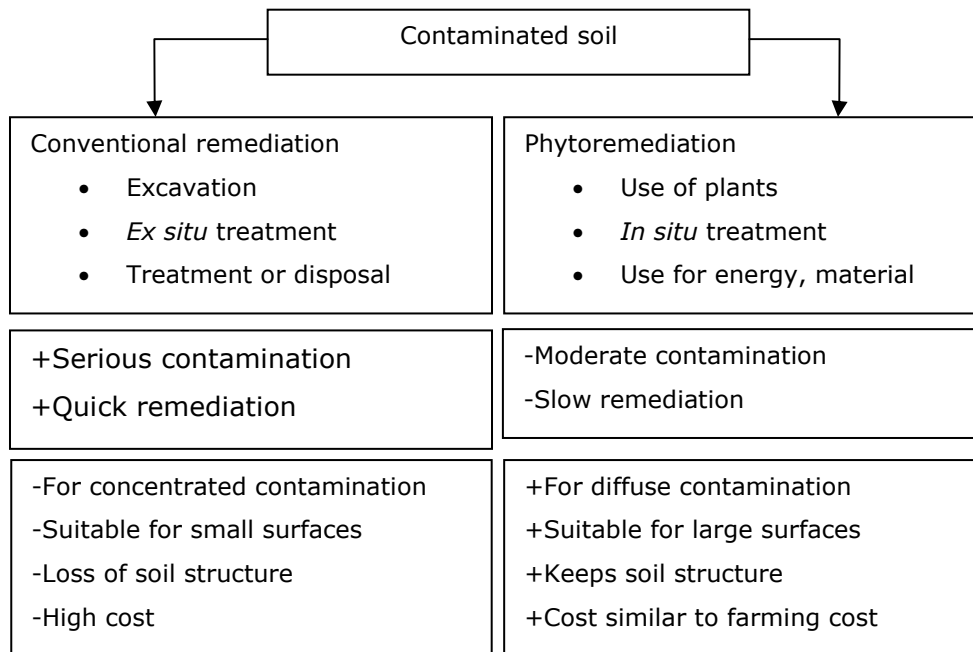 Contaminated soil
Conventional remediation
• Excavation
• Ex situ treatment
• Treatment or disposal
Phytoremediation
• Use of plants
• In situ treatment
• Use for energy, material
+Serious contamination
+Quick remediation
-Moderate contamination
-Slow remediation
-For concentrated contamination
-Suitable for small surfaces
-Loss of soil structure
-High cost
+For diffuse contamination
+Suitable for large surfaces
+Keeps soil structure
+Cost similar to farming cost